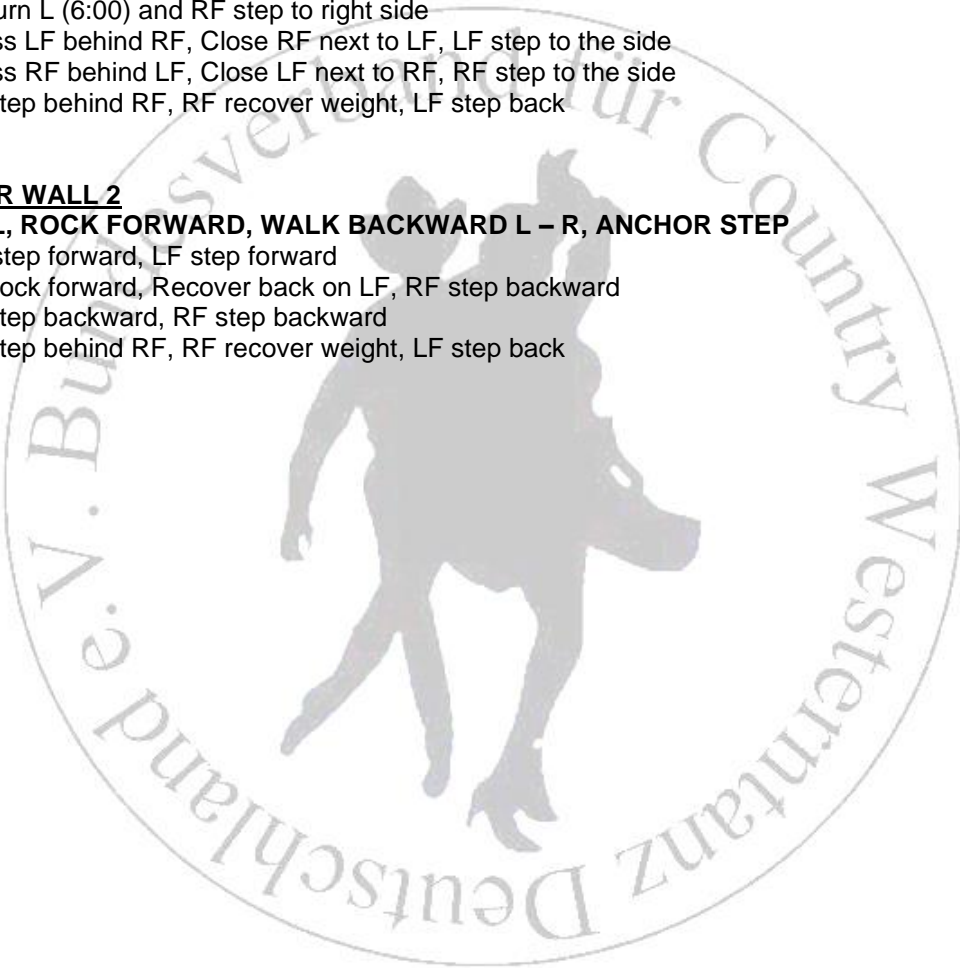 urn L (6:00) and RF step to right side
ss LF behind RF, Close RF next to LF, LF step to the side
ss RF behind LF, Close LF next to RF, RF step to the side
tep behind RF, RF recover weight, LF step back
R WALL 2
L, ROCK FORWARD, WALK BACKWARD L – R, ANCHOR STEP
step forward, LF step forward
ock forward, Recover back on LF, RF step backward
tep backward, RF step backward
tep behind RF, RF recover weight, LF step back
Bundesverband für Country Westerntanz Deutschland e.V.